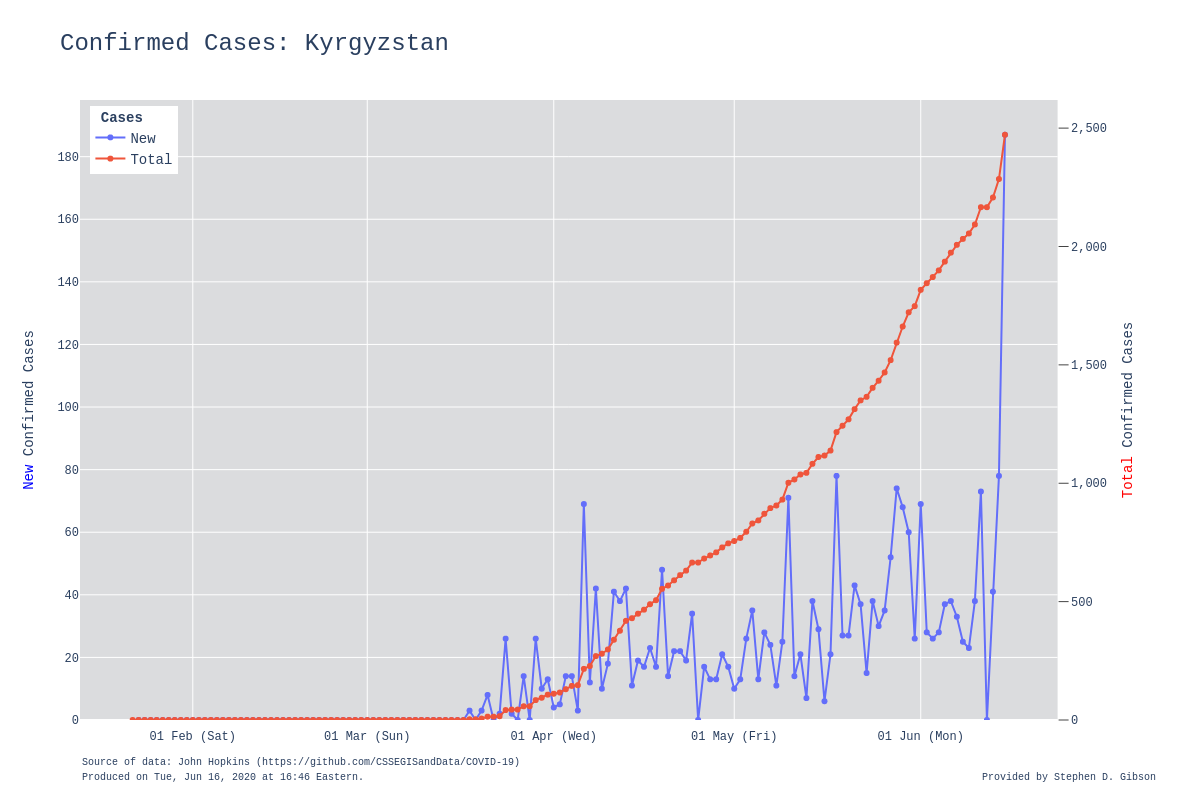 Confirmed Cases: Kyrgyzstan
Cases
New
Total
180
160
140
120
100
80
60
40
20
0
New Confirmed Cases
2,500
2,000
1,500
1,000
500
0
Total Confirmed Cases
01 Feb (Sat) 01 Mar (Sun) 01 Apr (Wed) 01 May (Fri) 01 Jun (Mon)
Source of data: John Hopkins (https://github.com/CSSEGISandData/COVID-19)
Produced on Tue, Jun 16, 2020 at 16:46 Eastern.
Provided by Stephen D. Gibson